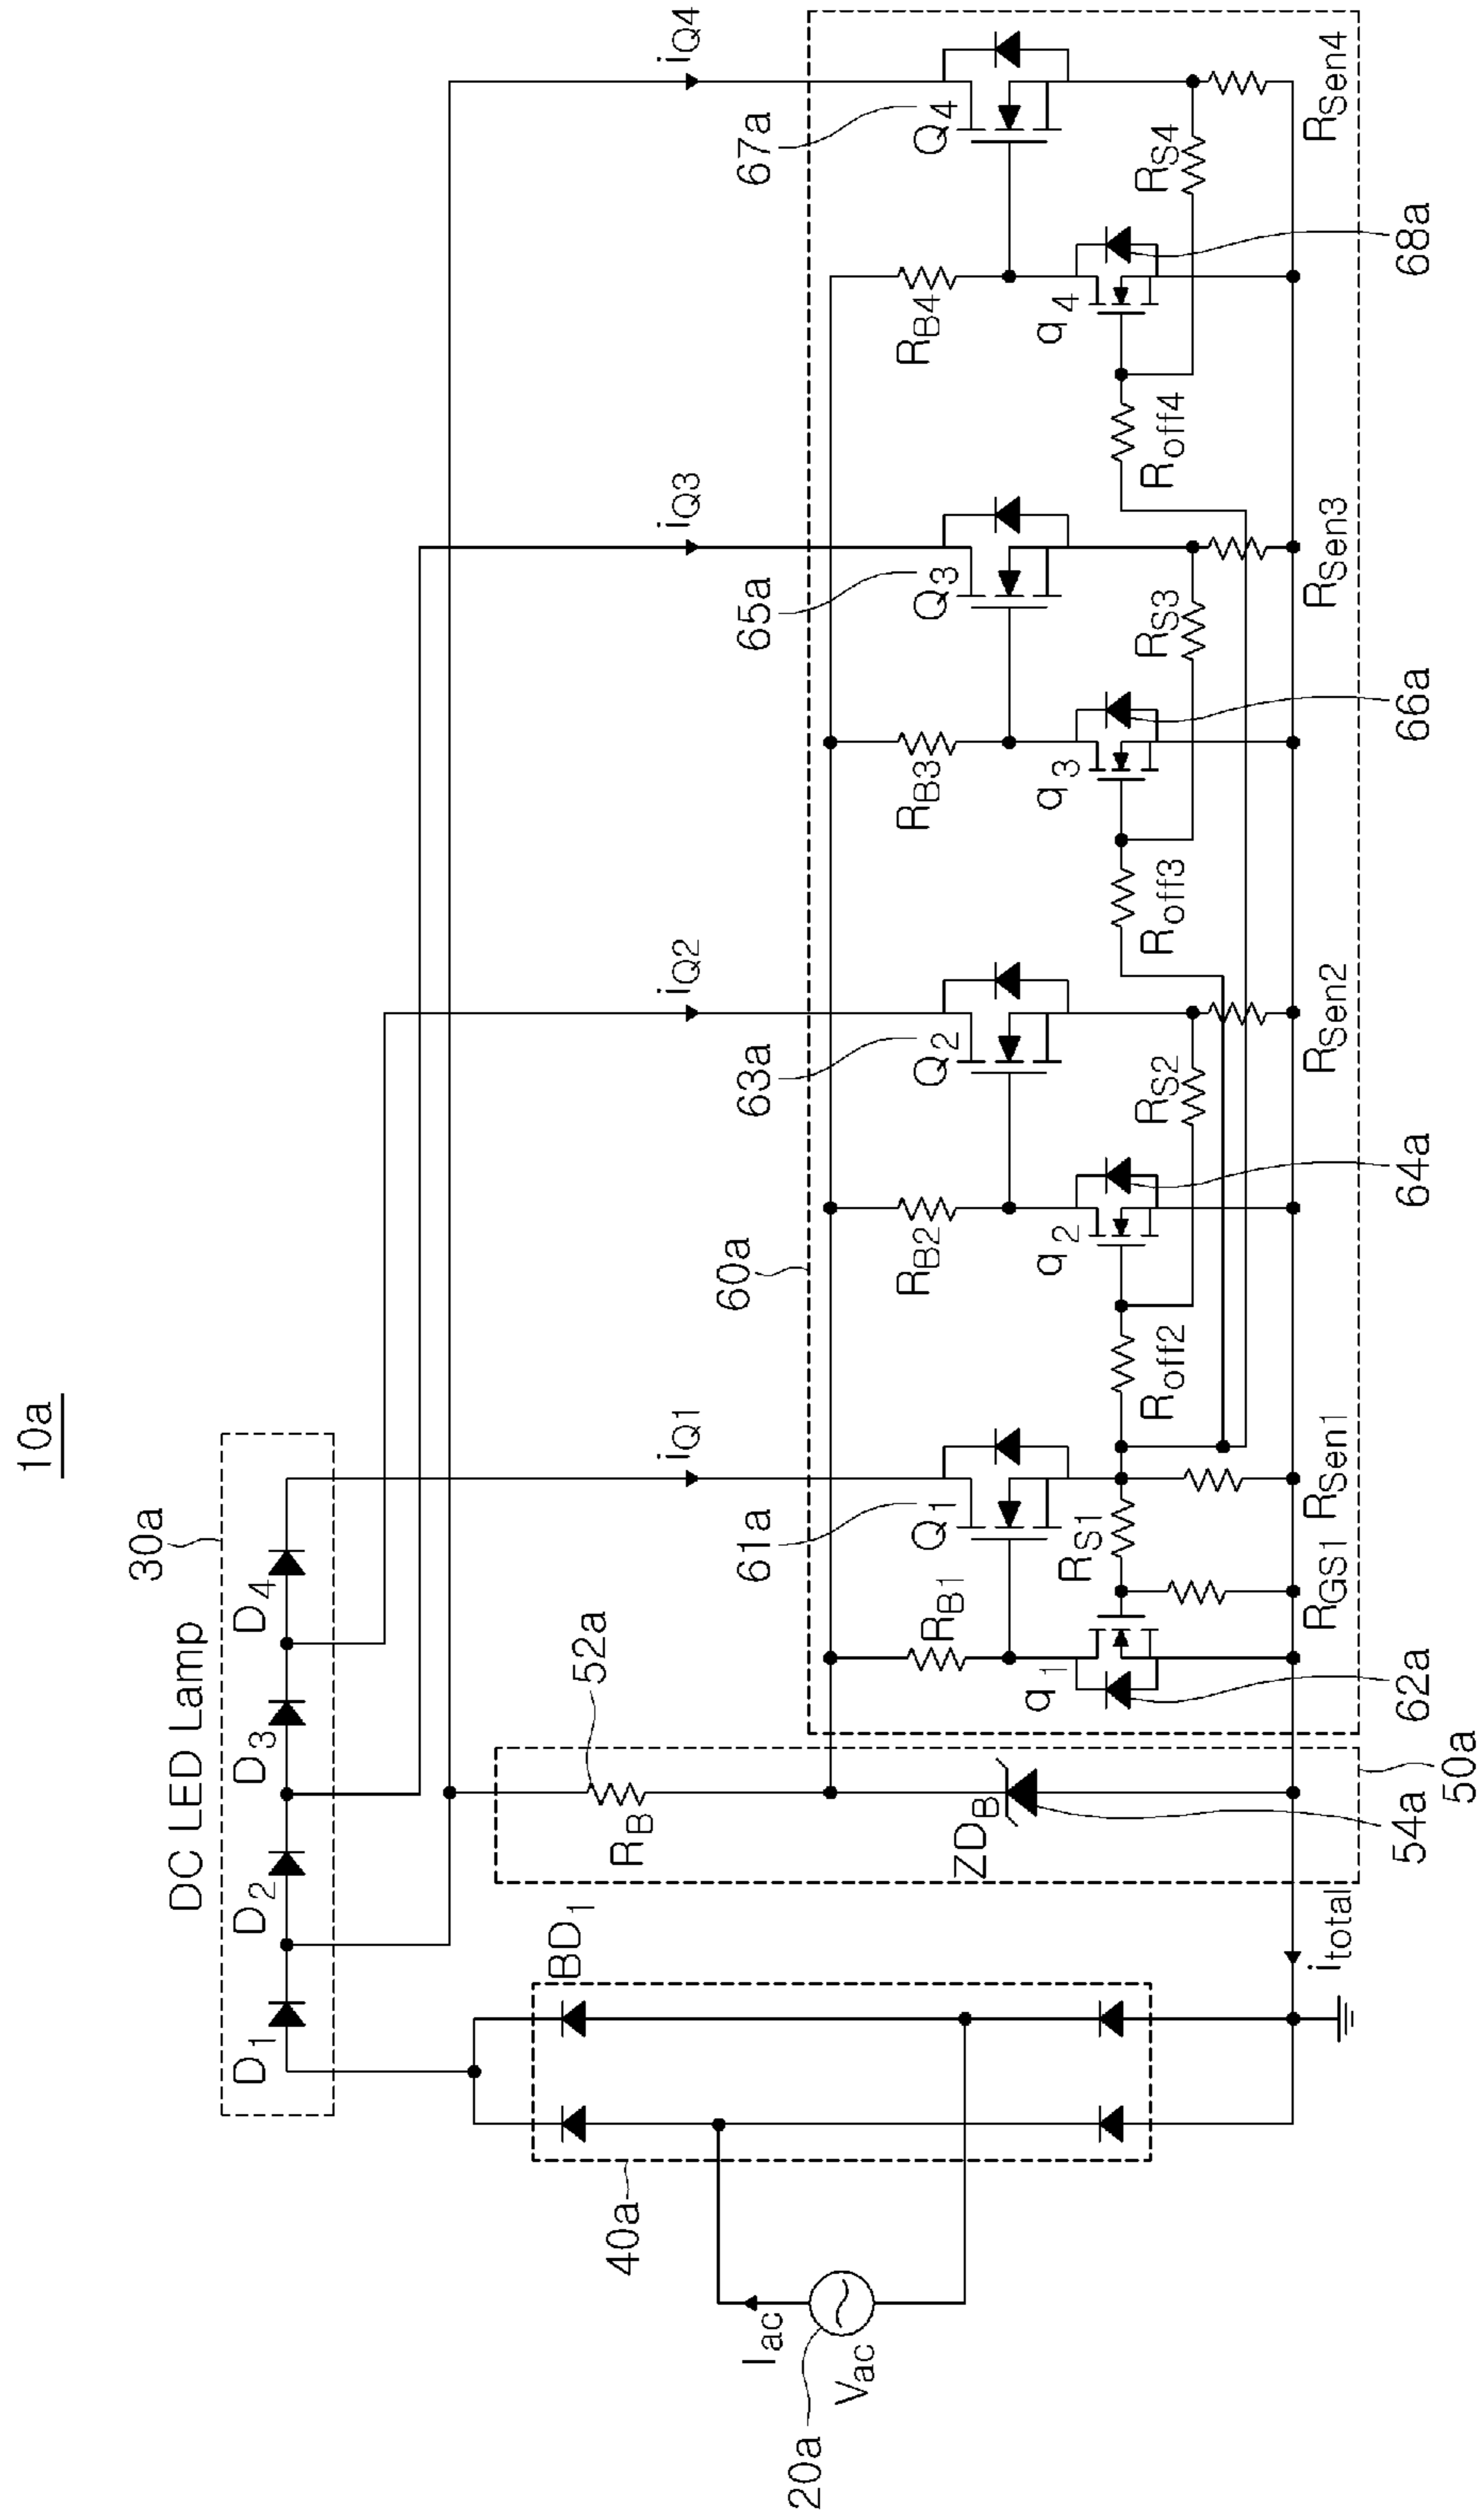 10a
DC LED Lamp
30a
D1
D2
D3
D4
iQ1
iQ2
iQ3
iQ4
BD1
40a
52a
RB
60a
61a
63a
65a
67a
Iac
Vac
20a
ZDB
RB1
Q1
RB2
Q2
RB3
Q3
RB4
Q4
q1
RS1
q2
RS2
q3
RS3
q4
RS4
Roff2
Roff3
Roff4
itotal
RGS1
RSen1
RSen2
RSen3
RSen4
54a
50a
62a
64a
66a
68a